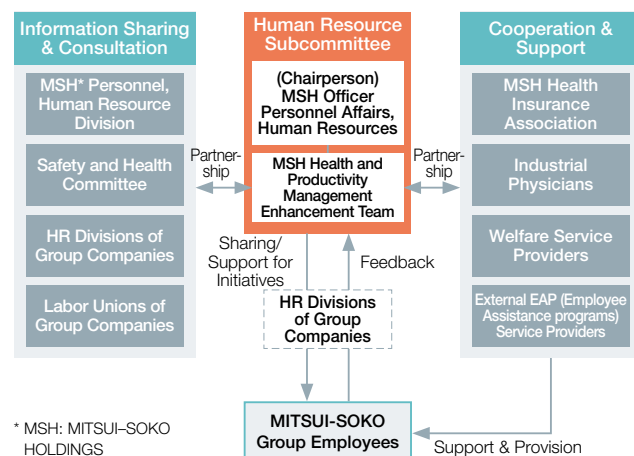 Information Sharing
& Consultation
MSH* Personnel,
Human Resource
Division
Safety and Health
Committee
HR Divisions of
Group Companies
Labor Unions of
Group Companies
Partner-
ship
Human Resource
Subcommittee
(Chairperson)
MSH Officer
Personnel Affairs,
Human Resources
MSH Health and
Productivity
Management
Enhancement Team
Partner-
ship
Cooperation &
Support
MSH Health
Insurance
Association
Industrial
Physicians
Welfare Service
Providers
External EAP (Employee
Assistance programs)
Service Providers
Sharing/
Support for
Initiatives
Feedback
HR Divisions
of Group
Companies
MITSUI-SOKO
Group Employees
Support & Provision
* MSH: MITSUI–SOKO
HOLDINGS